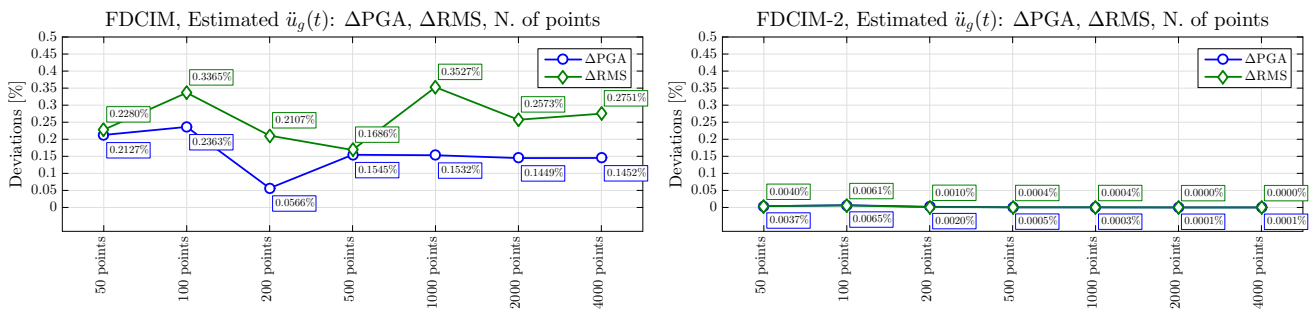 FDCIM, Estimated ü_g(t): ΔPGA, ΔRMS, N. of points
Deviations [%]
0.5
0.45
0.4
0.35
0.3
0.25
0.2
0.15
0.1
0.05
0
ΔPGA
ΔRMS
0.2280%
0.3365%
0.2107%
0.1686%
0.3527%
0.2573%
0.2751%
0.2127%
0.2363%
0.0566%
0.1545%
0.1532%
0.1449%
0.1452%
50 points
100 points
200 points
500 points
1000 points
2000 points
4000 points
FDCIM-2, Estimated ü_g(t): ΔPGA, ΔRMS, N. of points
Deviations [%]
0.5
0.45
0.4
0.35
0.3
0.25
0.2
0.15
0.1
0.05
0
ΔPGA
ΔRMS
0.0040%
0.0061%
0.0010%
0.0004%
0.0004%
0.0000%
0.0000%
0.0037%
0.0065%
0.0020%
0.0005%
0.0003%
0.0001%
0.0001%
50 points
100 points
200 points
500 points
1000 points
2000 points
4000 points